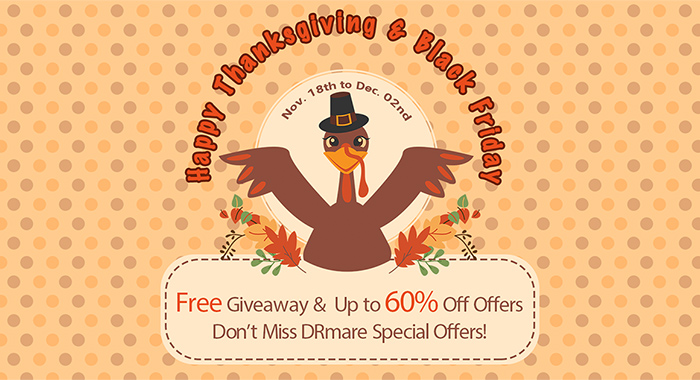 Happy Thanksgiving & Black Friday
Nov. 18th to Dec. 02nd
Free Giveaway & Up to 60% Off Offers
Don't Miss DRmare Special Offers!